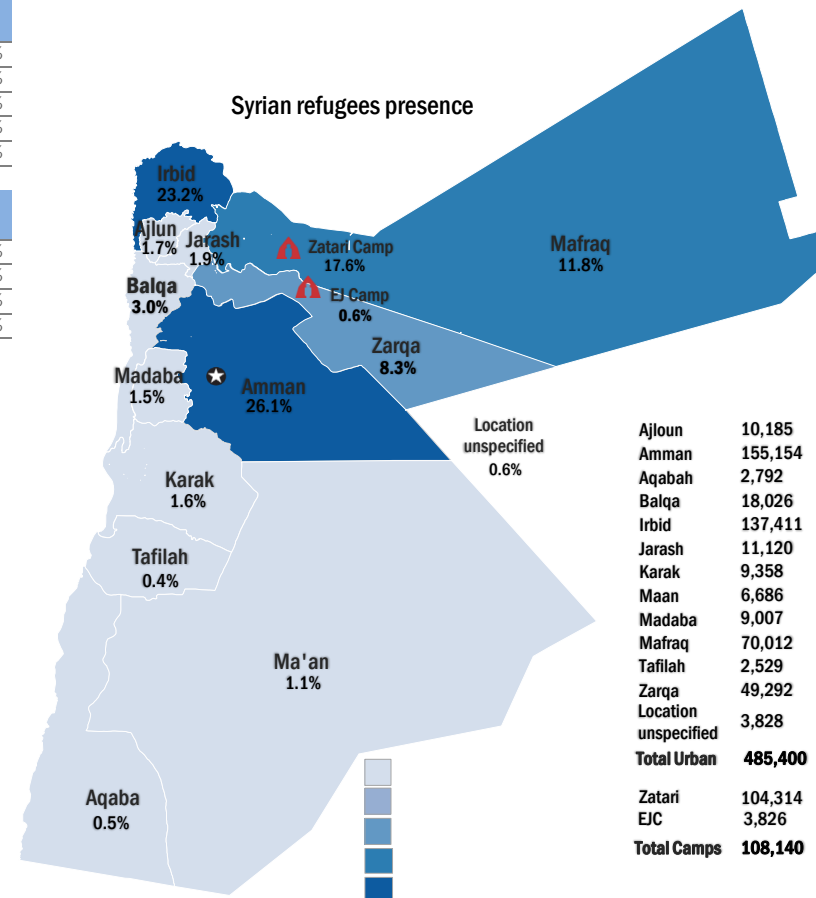 Syrian refugees presence
Irbid
23.2%
Ajlun
1.7%
Jarash
1.9%
Zatari Camp
17.6%
Mafraq
11.8%
Balqa
3.0%
EJ Camp
0.6%
Zarqa
8.3%
Madaba
1.5%
Amman
26.1%
Location
unspecified
0.6%
Karak
1.6%
Tafilah
0.4%
Ma'an
1.1%
Aqaba
0.5%
Ajloun 10,185
Amman 155,154
Aqabah 2,792
Balqa 18,026
Irbid 137,411
Jarash 11,120
Karak 9,358
Maan 6,686
Madaba 9,007
Mafraq 70,012
Tafilah 2,529
Zarqa 49,292
Location
unspecified 3,828
Total Urban 485,400
Zatari 104,314
EJC 3,826
Total Camps 108,140